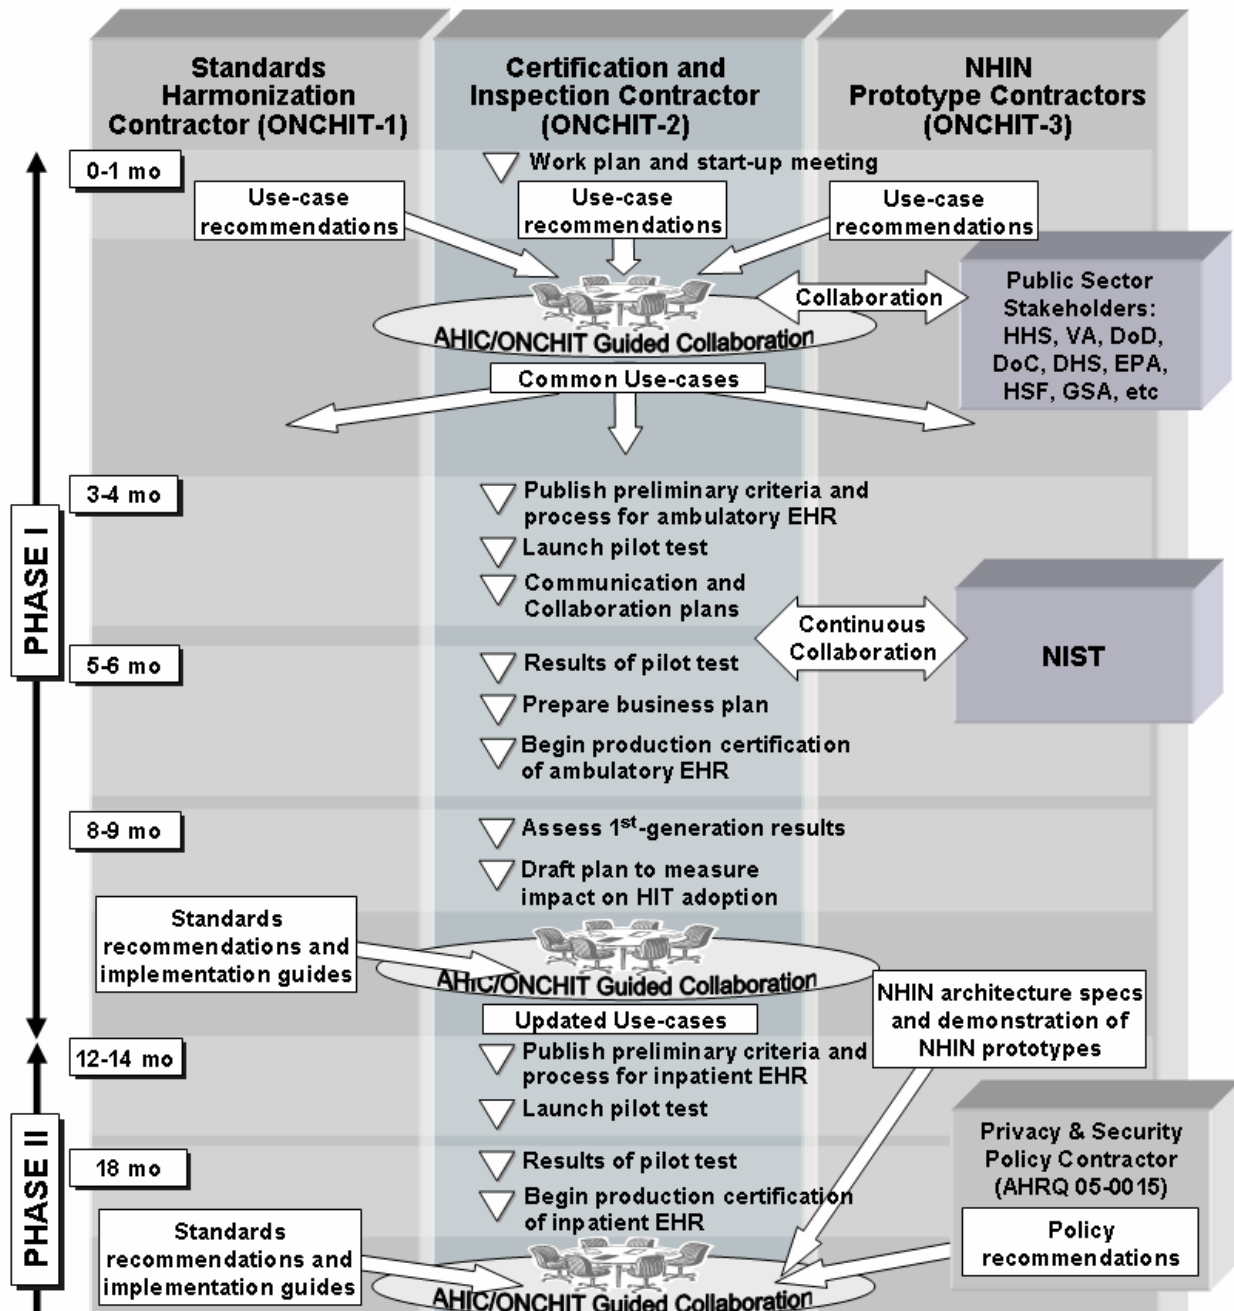 Standards
Harmonization
Contractor (ONCHIT-1)
Certification and
Inspection Contractor
(ONCHIT-2)
NHIN
Prototype Contractors
(ONCHIT-3)
PHASE I
0-1 mo
Work plan and start-up meeting
Use-case
recommendations
Use-case
recommendations
Use-case
recommendations
AHIC/ONCHIT Guided Collaboration
Collaboration
Public Sector
Stakeholders:
HHS, VA, DoD,
DoC, DHS, EPA,
HSF, GSA, etc
Common Use-cases
3-4 mo
Publish preliminary criteria and
process for ambulatory EHR
Launch pilot test
Communication and
Collaboration plans
Continuous
Collaboration
NIST
5-6 mo
Results of pilot test
Prepare business plan
Begin production certification
of ambulatory EHR
8-9 mo
Assess 1st-generation results
Draft plan to measure
impact on HIT adoption
Standards
recommendations and
implementation guides
AHIC/ONCHIT Guided Collaboration
Updated Use-cases
NHIN architecture specs
and demonstration of
NHIN prototypes
PHASE II
12-14 mo
Publish preliminary criteria and
process for inpatient EHR
Launch pilot test
18 mo
Results of pilot test
Begin production certification
of inpatient EHR
Privacy & Security
Policy Contractor
(AHRQ 05-0015)
Policy
recommendations
Standards
recommendations and
implementation guides
AHIC/ONCHIT Guided Collaboration